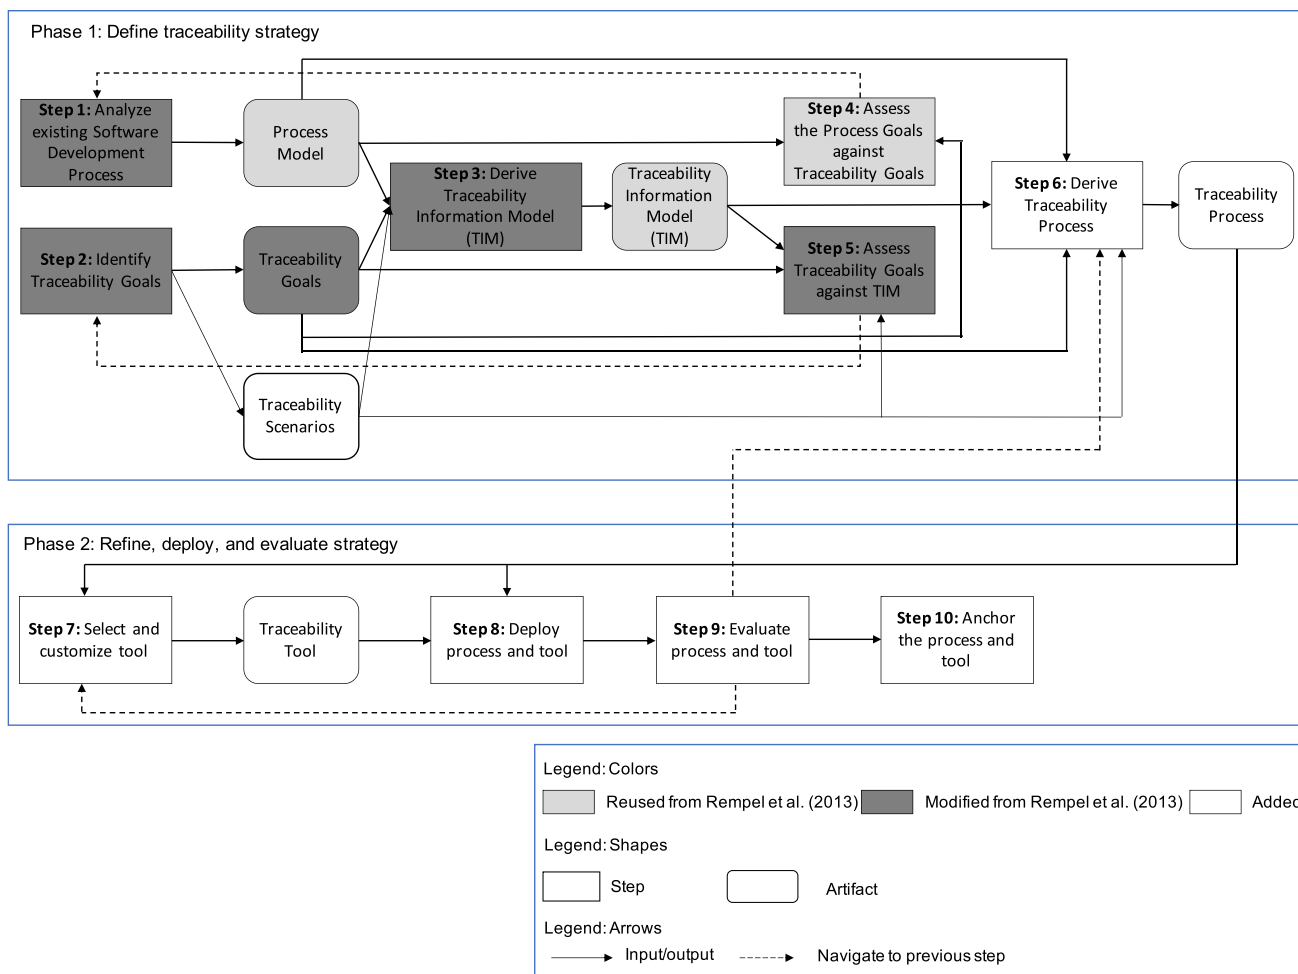 Phase 1: Define traceability strategy
Step 1: Analyze
existing Software
Development
Process
Process
Model
Step 4: Assess
the Process Goals
against
Traceability Goals
Step 3: Derive
Traceability
Information Model
(TIM)
Traceability
Information
Model
(TIM)
Step 6: Derive
Traceability
Process
Traceability
Process
Step 2: Identify
Traceability Goals
Traceability
Goals
Step 5: Assess
Traceability Goals
against TIM
Traceability
Scenarios
Phase 2: Refine, deploy, and evaluate strategy
Step 7: Select and
customize tool
Traceability
Tool
Step 8: Deploy
process and tool
Step 9: Evaluate
process and tool
Step 10: Anchor
the process and
tool
Legend: Colors
Reused from Rempel et al. (2013)
Modified from Rempel et al. (2013)
Added
Legend: Shapes
Step
Artifact
Legend: Arrows
Input/output
Navigate to previous step